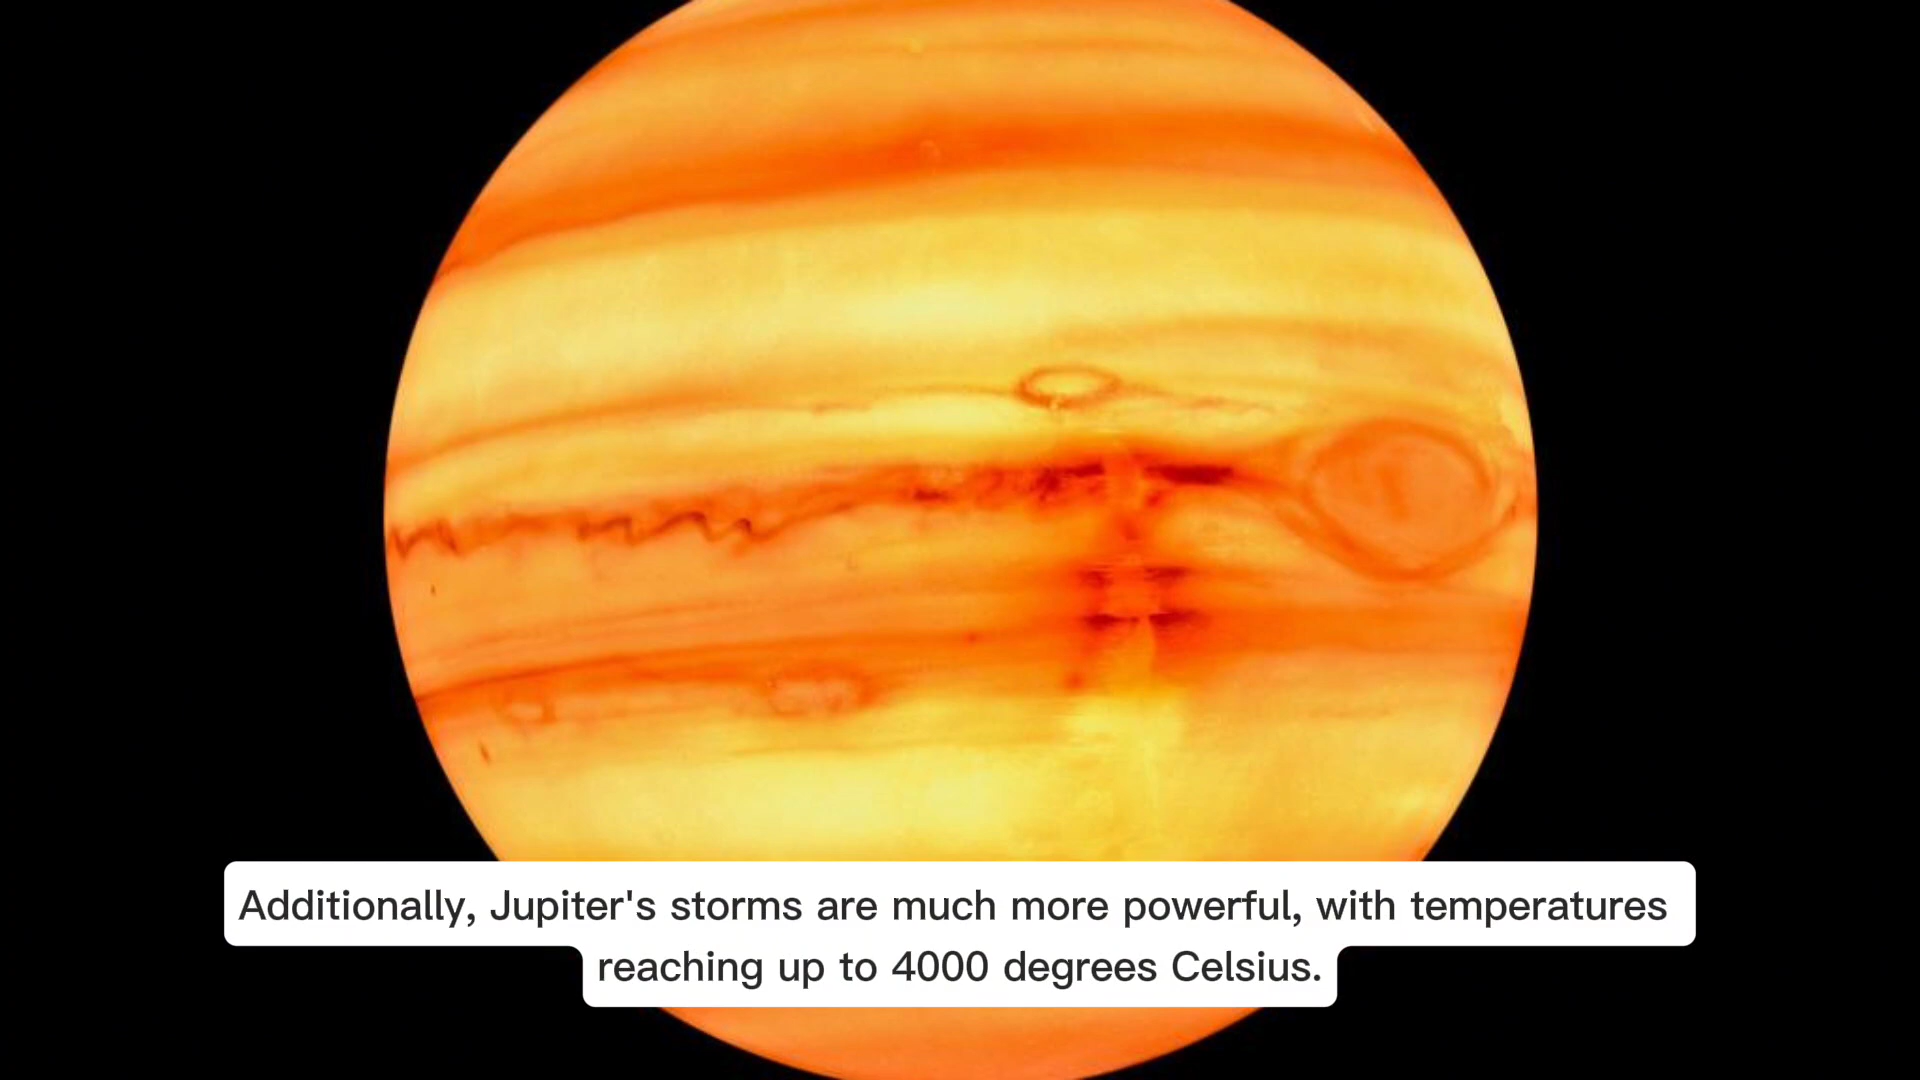 Additionally, Jupiter's storms are much more powerful, with temperatures
reaching up to 4000 degrees Celsius.